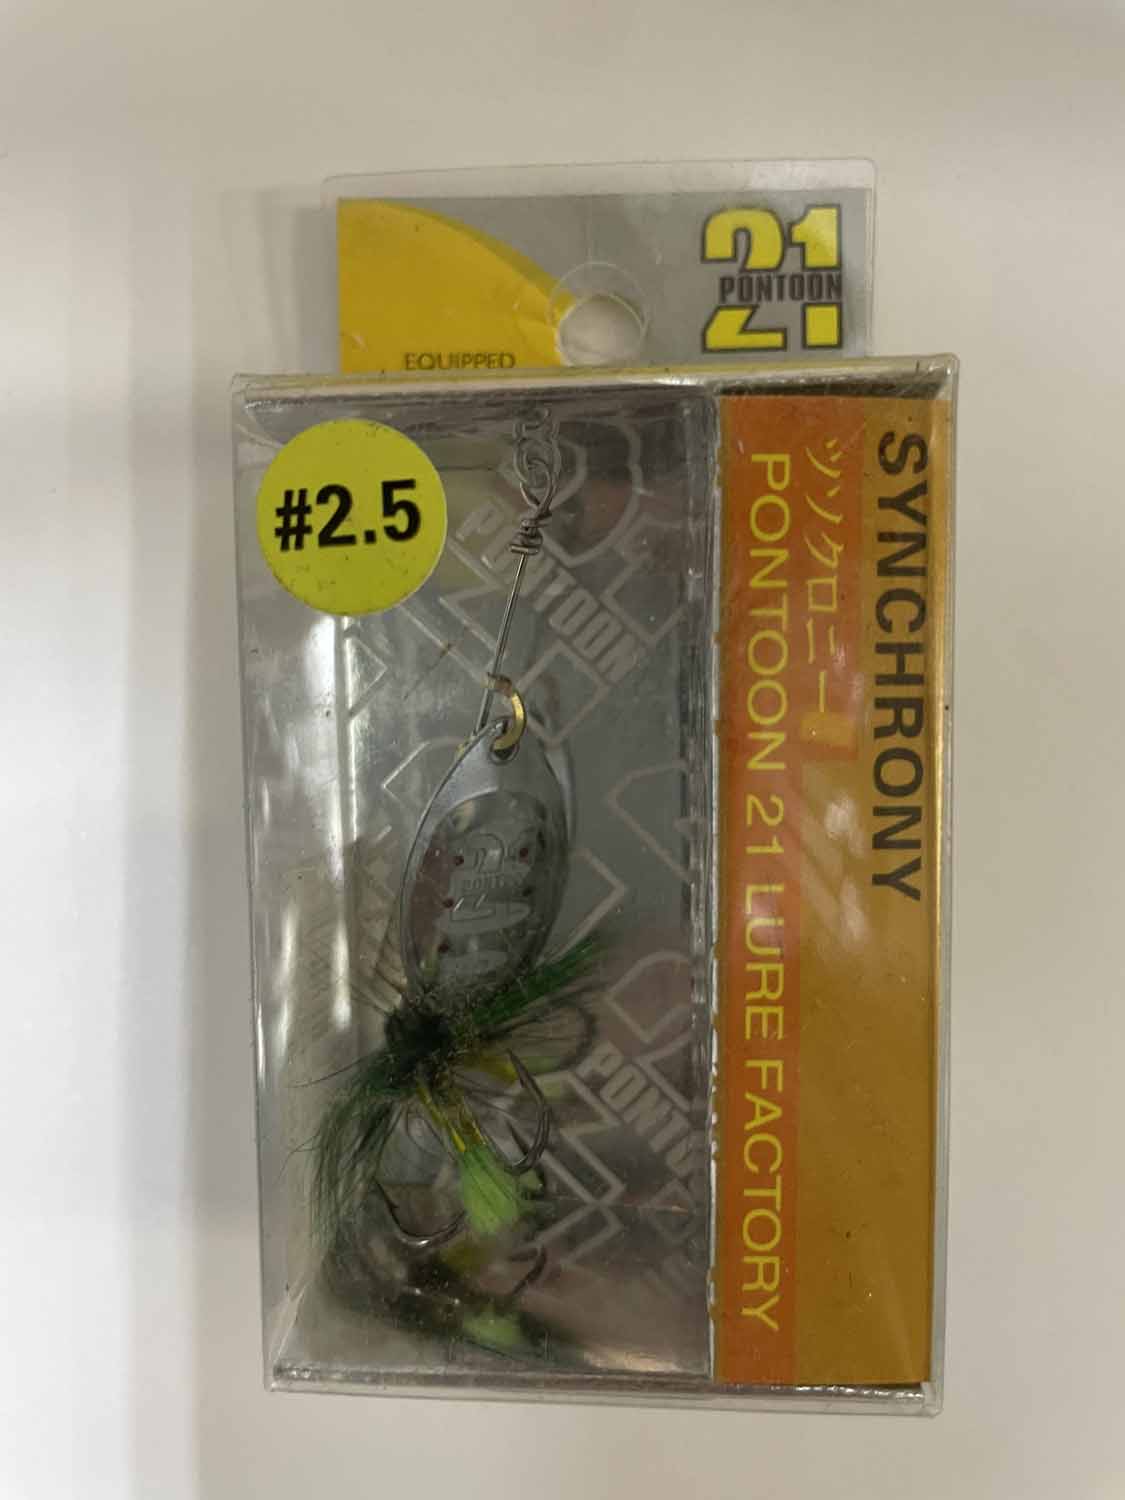 21
PONTOON
EQUIPPED
#2.5
SYNCHRONY
シンクロニー
PONTOON 21 LURE FACTORY
PONTOON
PONTOON